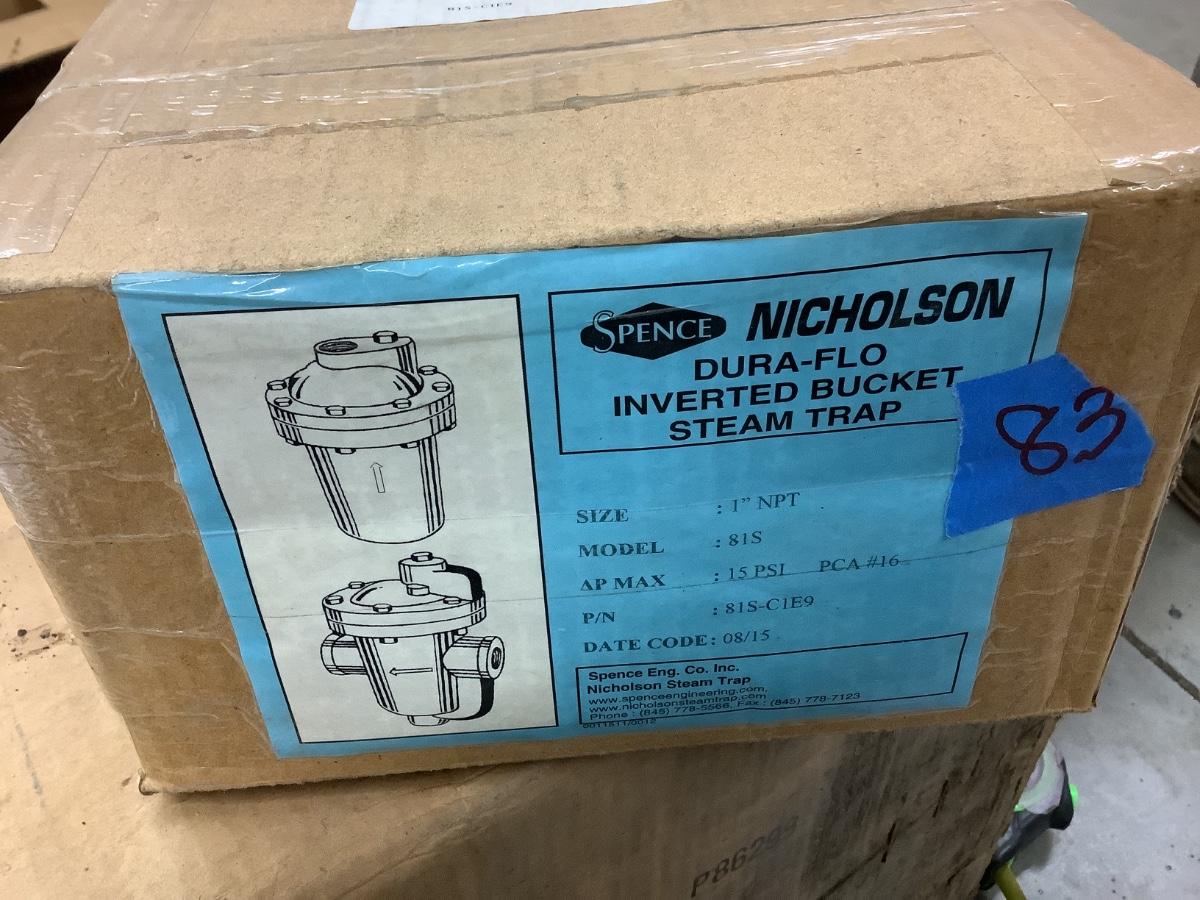 81S-C1E9
SPENCE NICHOLSON
DURA-FLO
INVERTED BUCKET
STEAM TRAP
83
SIZE : 1" NPT
MODEL : 81S
ΔP MAX : 15 PSI PCA #16
P/N : 81S-C1E9
DATE CODE: 08/15
Spence Eng. Co. Inc.
Nicholson Steam Trap
www.spenceengineering.com,
www.nicholsonsteamtrap.com
Phone : (845) 778-5566, Fax : (845) 778-7123